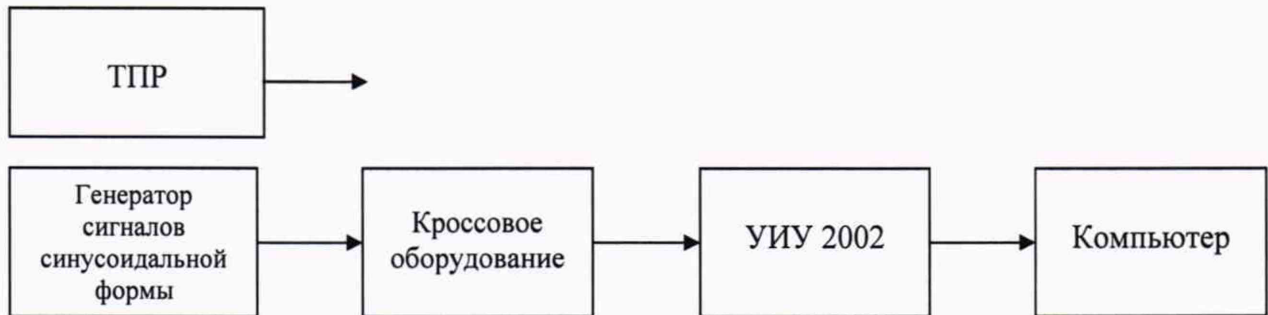 ТПР
Генератор
сигналов
синусоидальной
формы
Кроссовое
оборудование
УИУ 2002
Компьютер